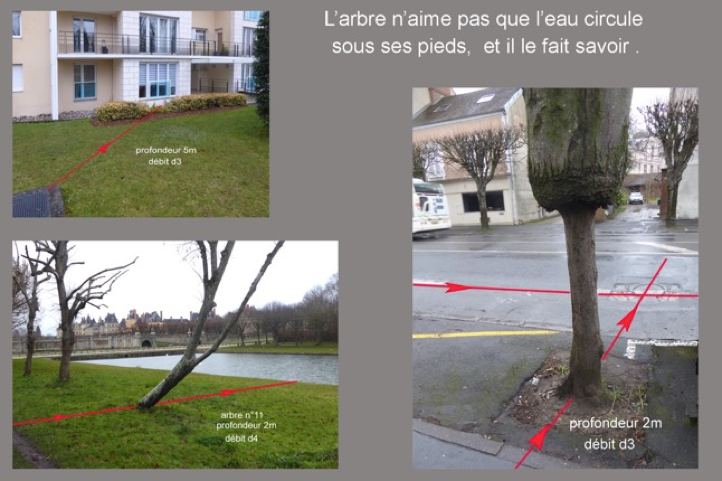 L'arbre n'aime pas que l'eau circule
sous ses pieds,  et il le fait savoir .
profondeur 5m
débit d3
arbre n°11
profondeur 2m
débit d4
profondeur 2m
débit d3